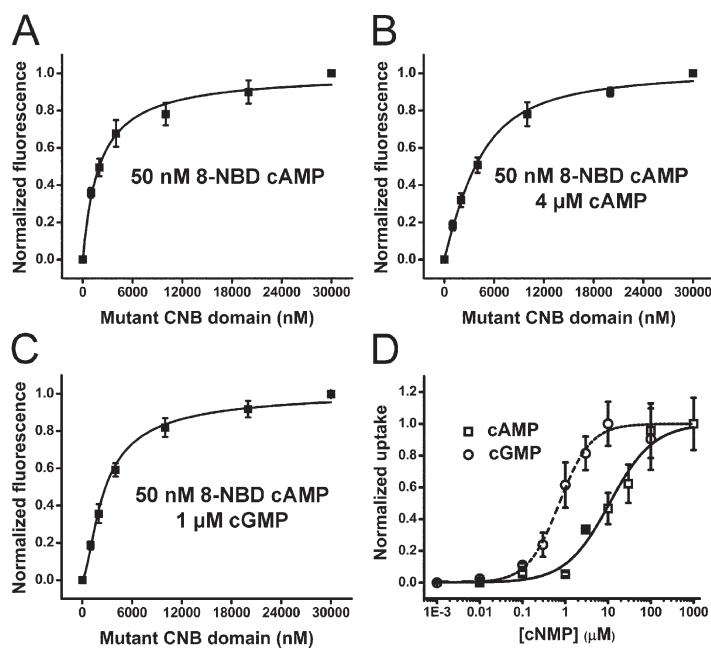 A
Normalized fluorescence
1.0
0.8
0.6
0.4
0.2
0.0
50 nM 8-NBD cAMP
0 6000 12000 18000 24000 30000
Mutant CNB domain (nM)
B
Normalized fluorescence
1.0
0.8
0.6
0.4
0.2
0.0
50 nM 8-NBD cAMP
4 µM cAMP
0 6000 12000 18000 24000 30000
Mutant CNB domain (nM)
C
Normalized fluorescence
1.0
0.8
0.6
0.4
0.2
0.0
50 nM 8-NBD cAMP
1 µM cGMP
0 6000 12000 18000 24000 30000
Mutant CNB domain (nM)
D
Normalized uptake
1.2
1.0
0.8
0.6
0.4
0.2
0.0
cAMP
cGMP
1E-3 0.01 0.1 1 10 100 1000
[cNMP] (µM)